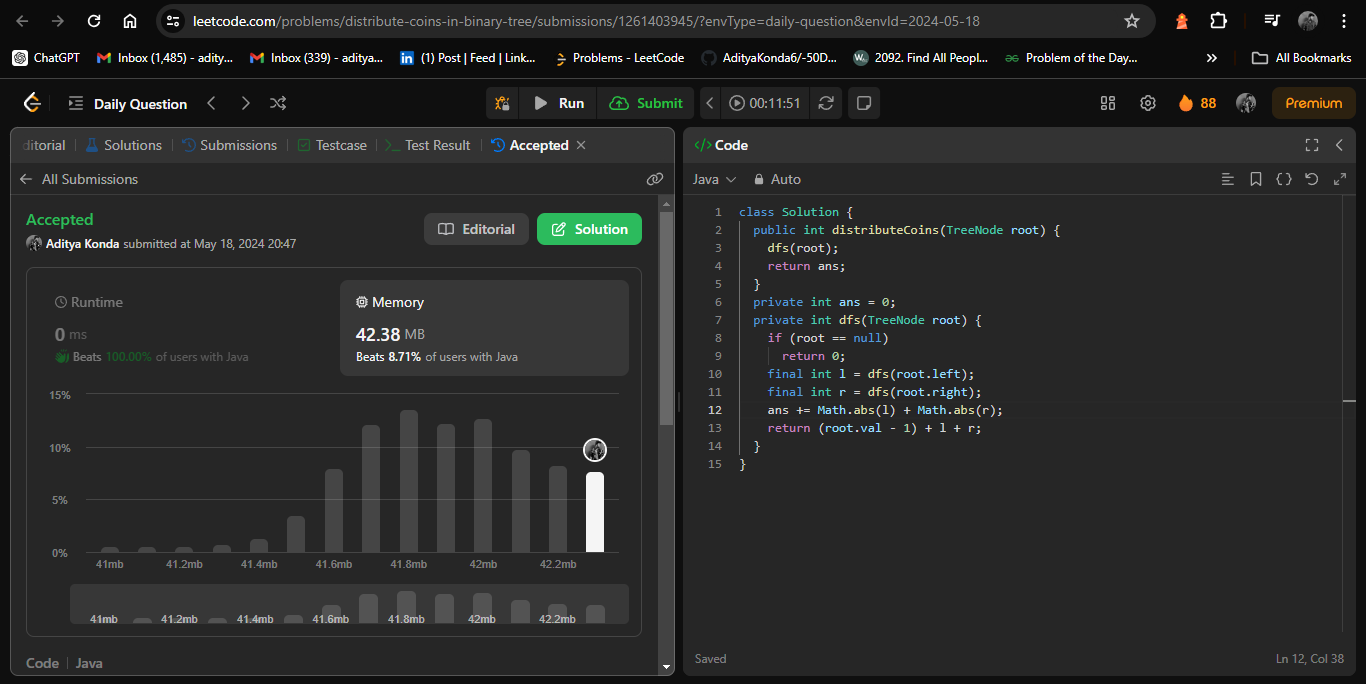 leetcode.com/problems/distribute-coins-in-binary-tree/submissions/1261403945/?envType=daily-question&envId=2024-05-18
ChatGPT Inbox (1,485) - adity... Inbox (339) - aditya... (1) Post | Feed | Link... Problems - LeetCode AdityaKonda6/-50D... 2092. Find All Peopl... Problem of the Day... » All Bookmarks
Daily Question Run Submit 00:11:51 88 Premium
ditorial Solutions Submissions Testcase Test Result Accepted
All Submissions
Accepted
Aditya Konda submitted at May 18, 2024 20:47
Editorial Solution
Runtime
0 ms
Beats 100.00% of users with Java
Memory
42.38 MB
Beats 8.71% of users with Java
15%
10%
5%
0%
41mb 41.2mb 41.4mb 41.6mb 41.8mb 42mb 42.2mb
41mb 41.2mb 41.4mb 41.6mb 41.8mb 42mb 42.2mb
Code | Java
</> Code
Java Auto
1 class Solution {
2 public int distributeCoins(TreeNode root) {
3 dfs(root);
4 return ans;
5 }
6 private int ans = 0;
7 private int dfs(TreeNode root) {
8 if (root == null)
9 return 0;
10 final int l = dfs(root.left);
11 final int r = dfs(root.right);
12 ans += Math.abs(l) + Math.abs(r);
13 return (root.val - 1) + l + r;
14 }
15 }
Saved Ln 12, Col 38